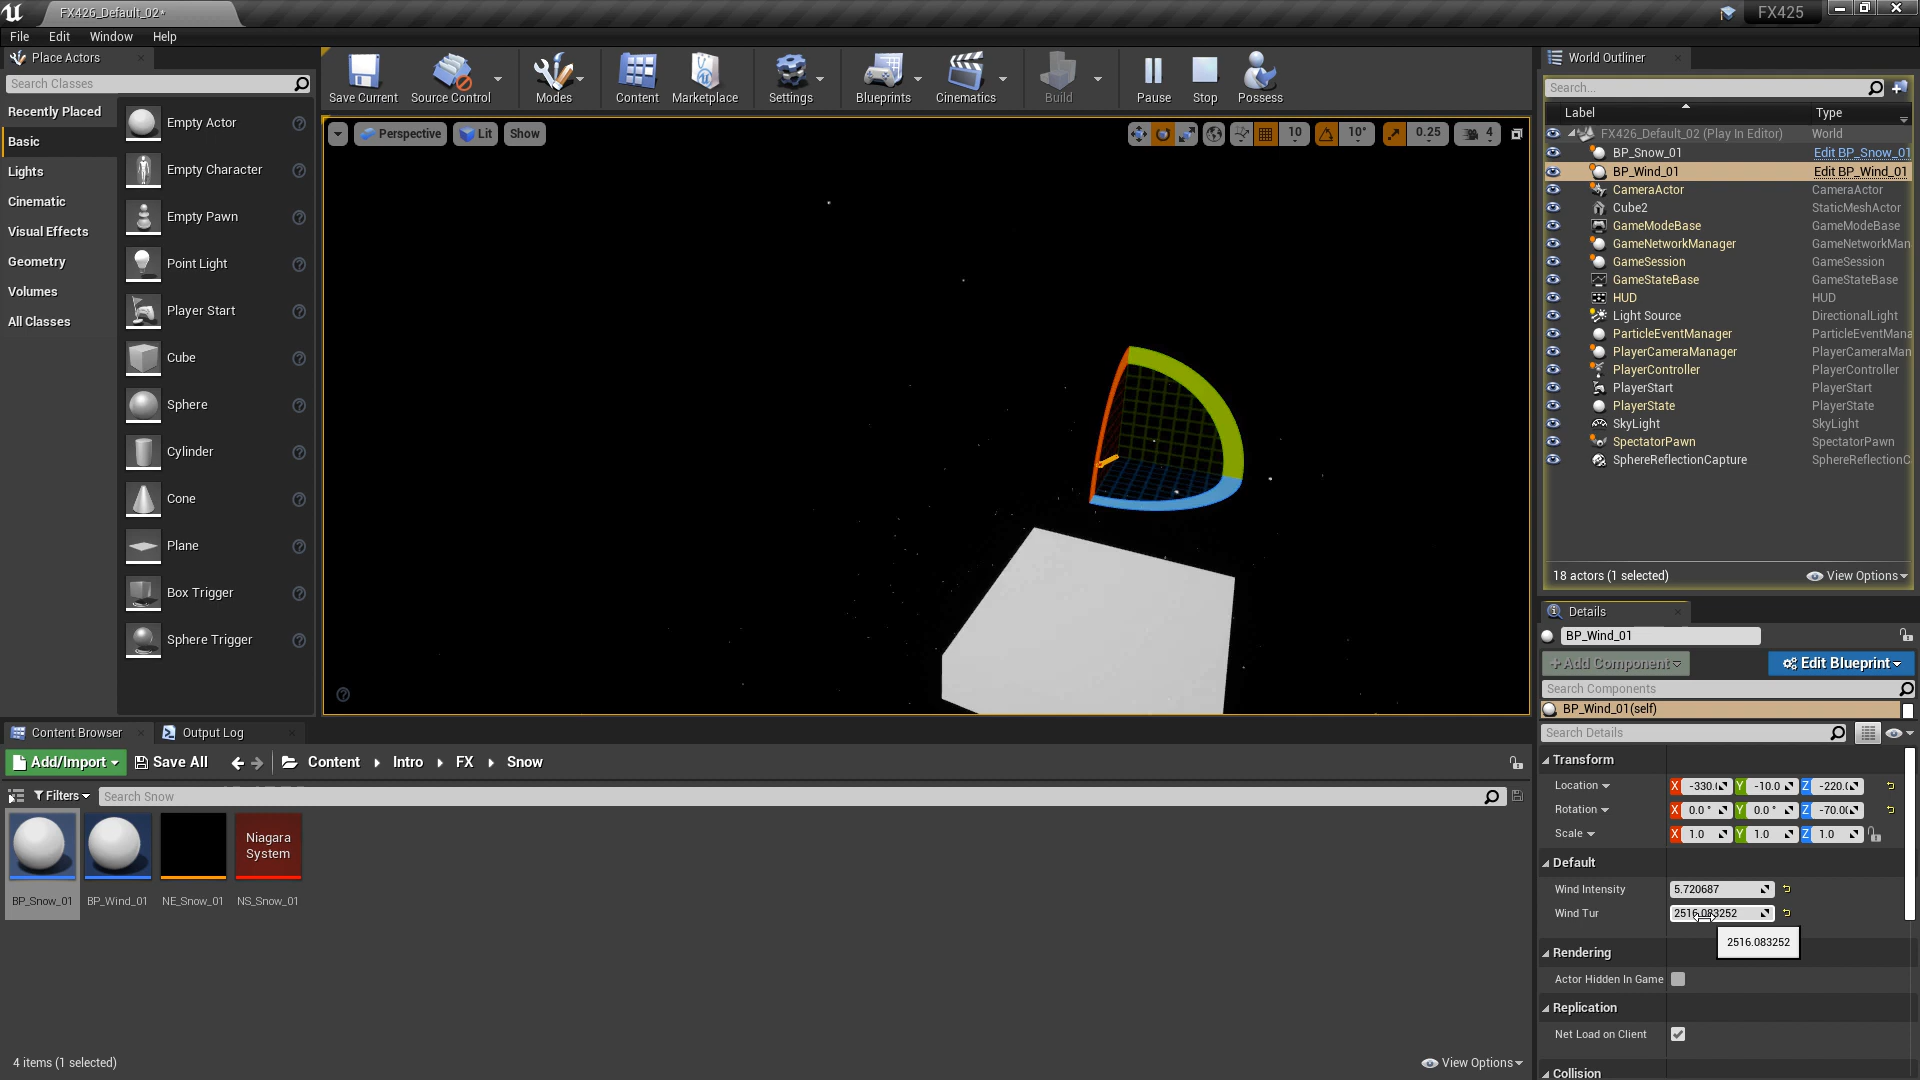 FX426_Default_02*
FX425
File Edit Window Help
Place Actors
Search Classes
Recently Placed
Basic
Lights
Cinematic
Visual Effects
Geometry
Volumes
All Classes
Empty Actor
Empty Character
Empty Pawn
Point Light
Player Start
Cube
Sphere
Cylinder
Cone
Plane
Box Trigger
Sphere Trigger
Save Current
Source Control
Modes
Content
Marketplace
Settings
Blueprints
Cinematics
Build
Pause
Stop
Possess
Perspective Lit Show
10 10° 0.25 4
World Outliner
Search...
Label Type
FX426_Default_02 (Play In Editor) World
BP_Snow_01 Edit BP_Snow_01
BP_Wind_01 Edit BP_Wind_01
CameraActor CameraActor
Cube2 StaticMeshActor
GameModeBase GameModeBase
GameNetworkManager GameNetworkMan
GameSession GameSession
GameStateBase GameStateBase
HUD HUD
Light Source DirectionalLight
ParticleEventManager ParticleEventMana
PlayerCameraManager PlayerCameraMan
PlayerController PlayerController
PlayerStart PlayerStart
PlayerState PlayerState
SkyLight SkyLight
SpectatorPawn SpectatorPawn
SphereReflectionCapture SphereReflectionC
18 actors (1 selected) View Options
Details
BP_Wind_01
+Add Component Edit Blueprint
Search Components
BP_Wind_01(self)
Search Details
Transform
Location X -330.( Y -10.0 Z -220.(
Rotation X 0.0 ° Y 0.0 ° Z -70.0(
Scale X 1.0 Y 1.0 Z 1.0
Default
Wind Intensity 5.720687
Wind Tur 2516.083252
2516.083252
Rendering
Actor Hidden In Game
Replication
Net Load on Client
Collision
Content Browser Output Log
Add/Import Save All Content Intro FX Snow
Filters Search Snow
Niagara
System
BP_Snow_01 BP_Wind_01 NE_Snow_01 NS_Snow_01
4 items (1 selected) View Options